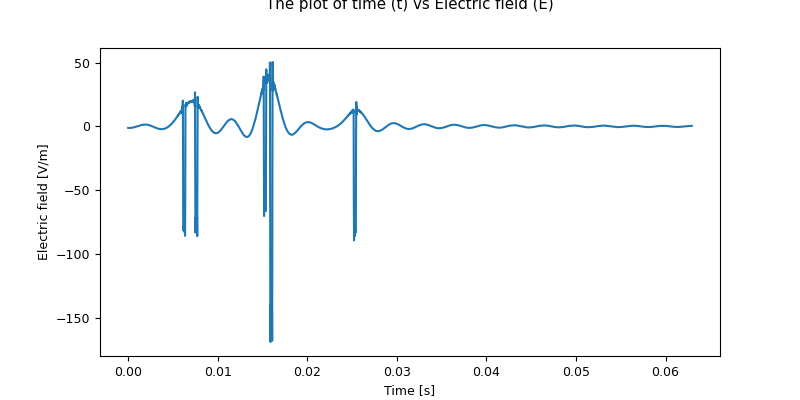 The plot of time (t) vs Electric field (E)
50
0
−50
−100
−150
Electric field [V/m]
0.00 0.01 0.02 0.03 0.04 0.05 0.06
Time [s]